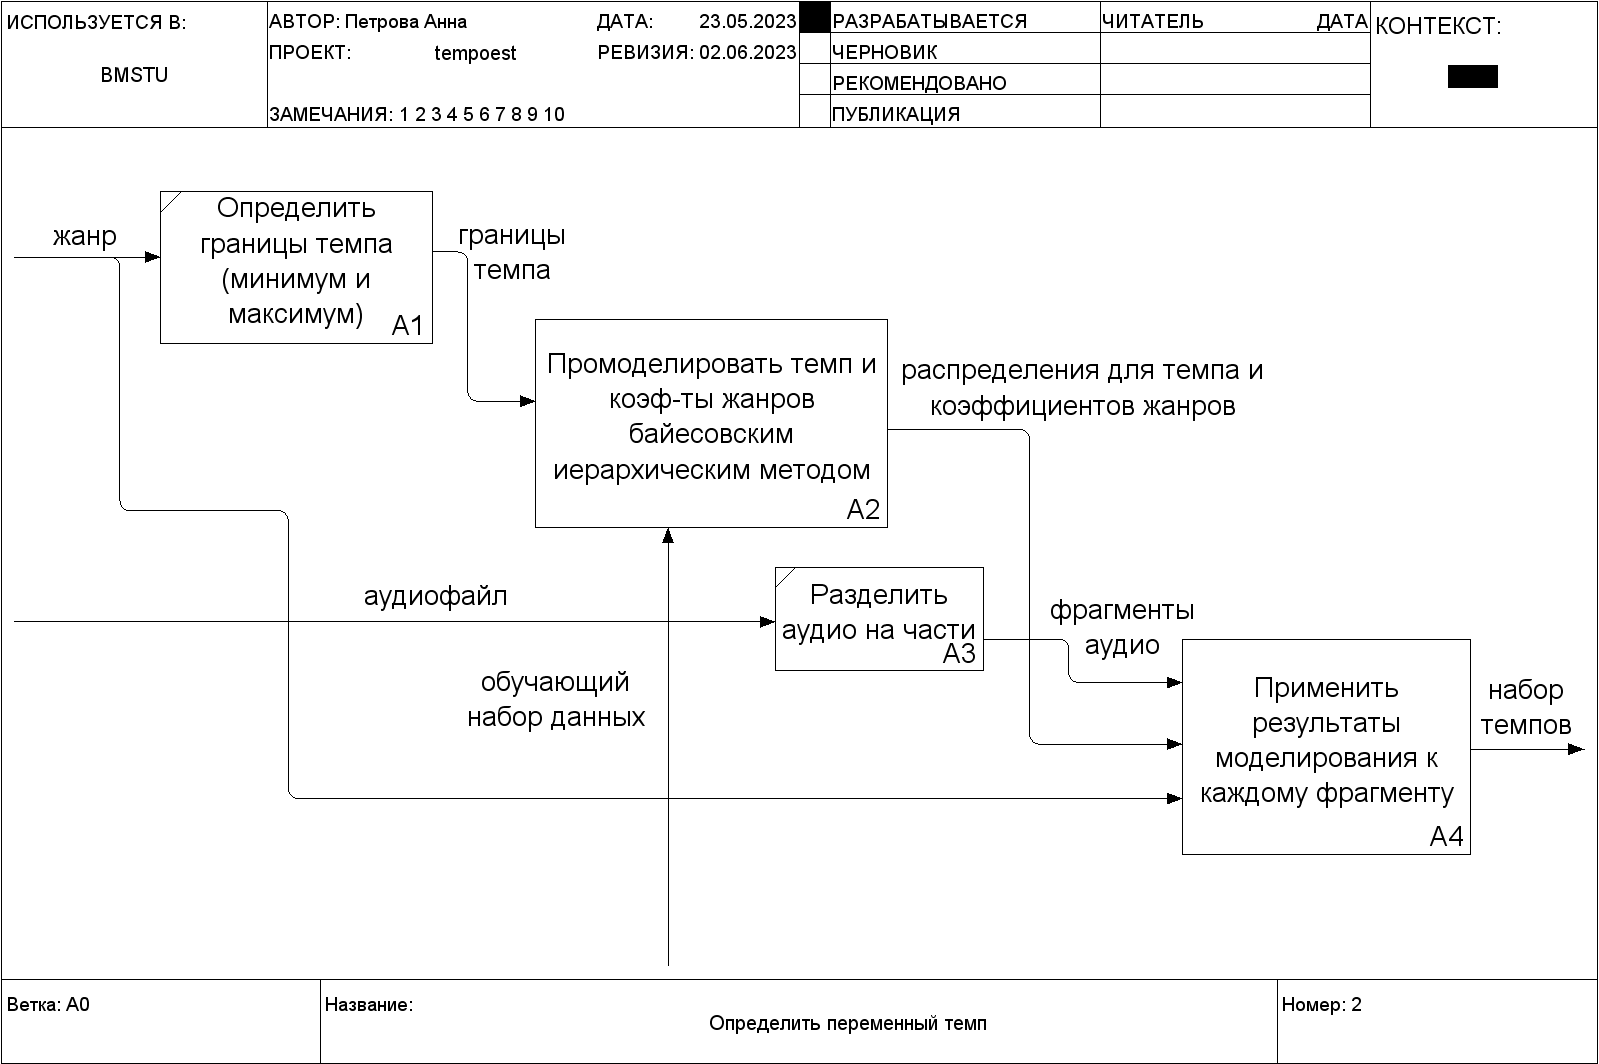 ИСПОЛЬЗУЕТСЯ В:
BMSTU
АВТОР: Петрова Анна
ДАТА: 23.05.2023
ПРОЕКТ: tempoest
РЕВИЗИЯ: 02.06.2023
ЗАМЕЧАНИЯ: 1 2 3 4 5 6 7 8 9 10
РАЗРАБАТЫВАЕТСЯ
ЧЕРНОВИК
РЕКОМЕНДОВАНО
ПУБЛИКАЦИЯ
ЧИТАТЕЛЬ ДАТА
КОНТЕКСТ:
жанр
Определить
границы темпа
(минимум и
максимум)
A1
границы
темпа
Промоделировать темп и
коэф-ты жанров
байесовским
иерархическим методом
A2
распределения для темпа и
коэффициентов жанров
аудиофайл
Разделить
аудио на части
A3
фрагменты
аудио
обучающий
набор данных
Применить
результаты
моделирования к
каждому фрагменту
A4
набор
темпов
Ветка: A0
Название:
Определить переменный темп
Номер: 2